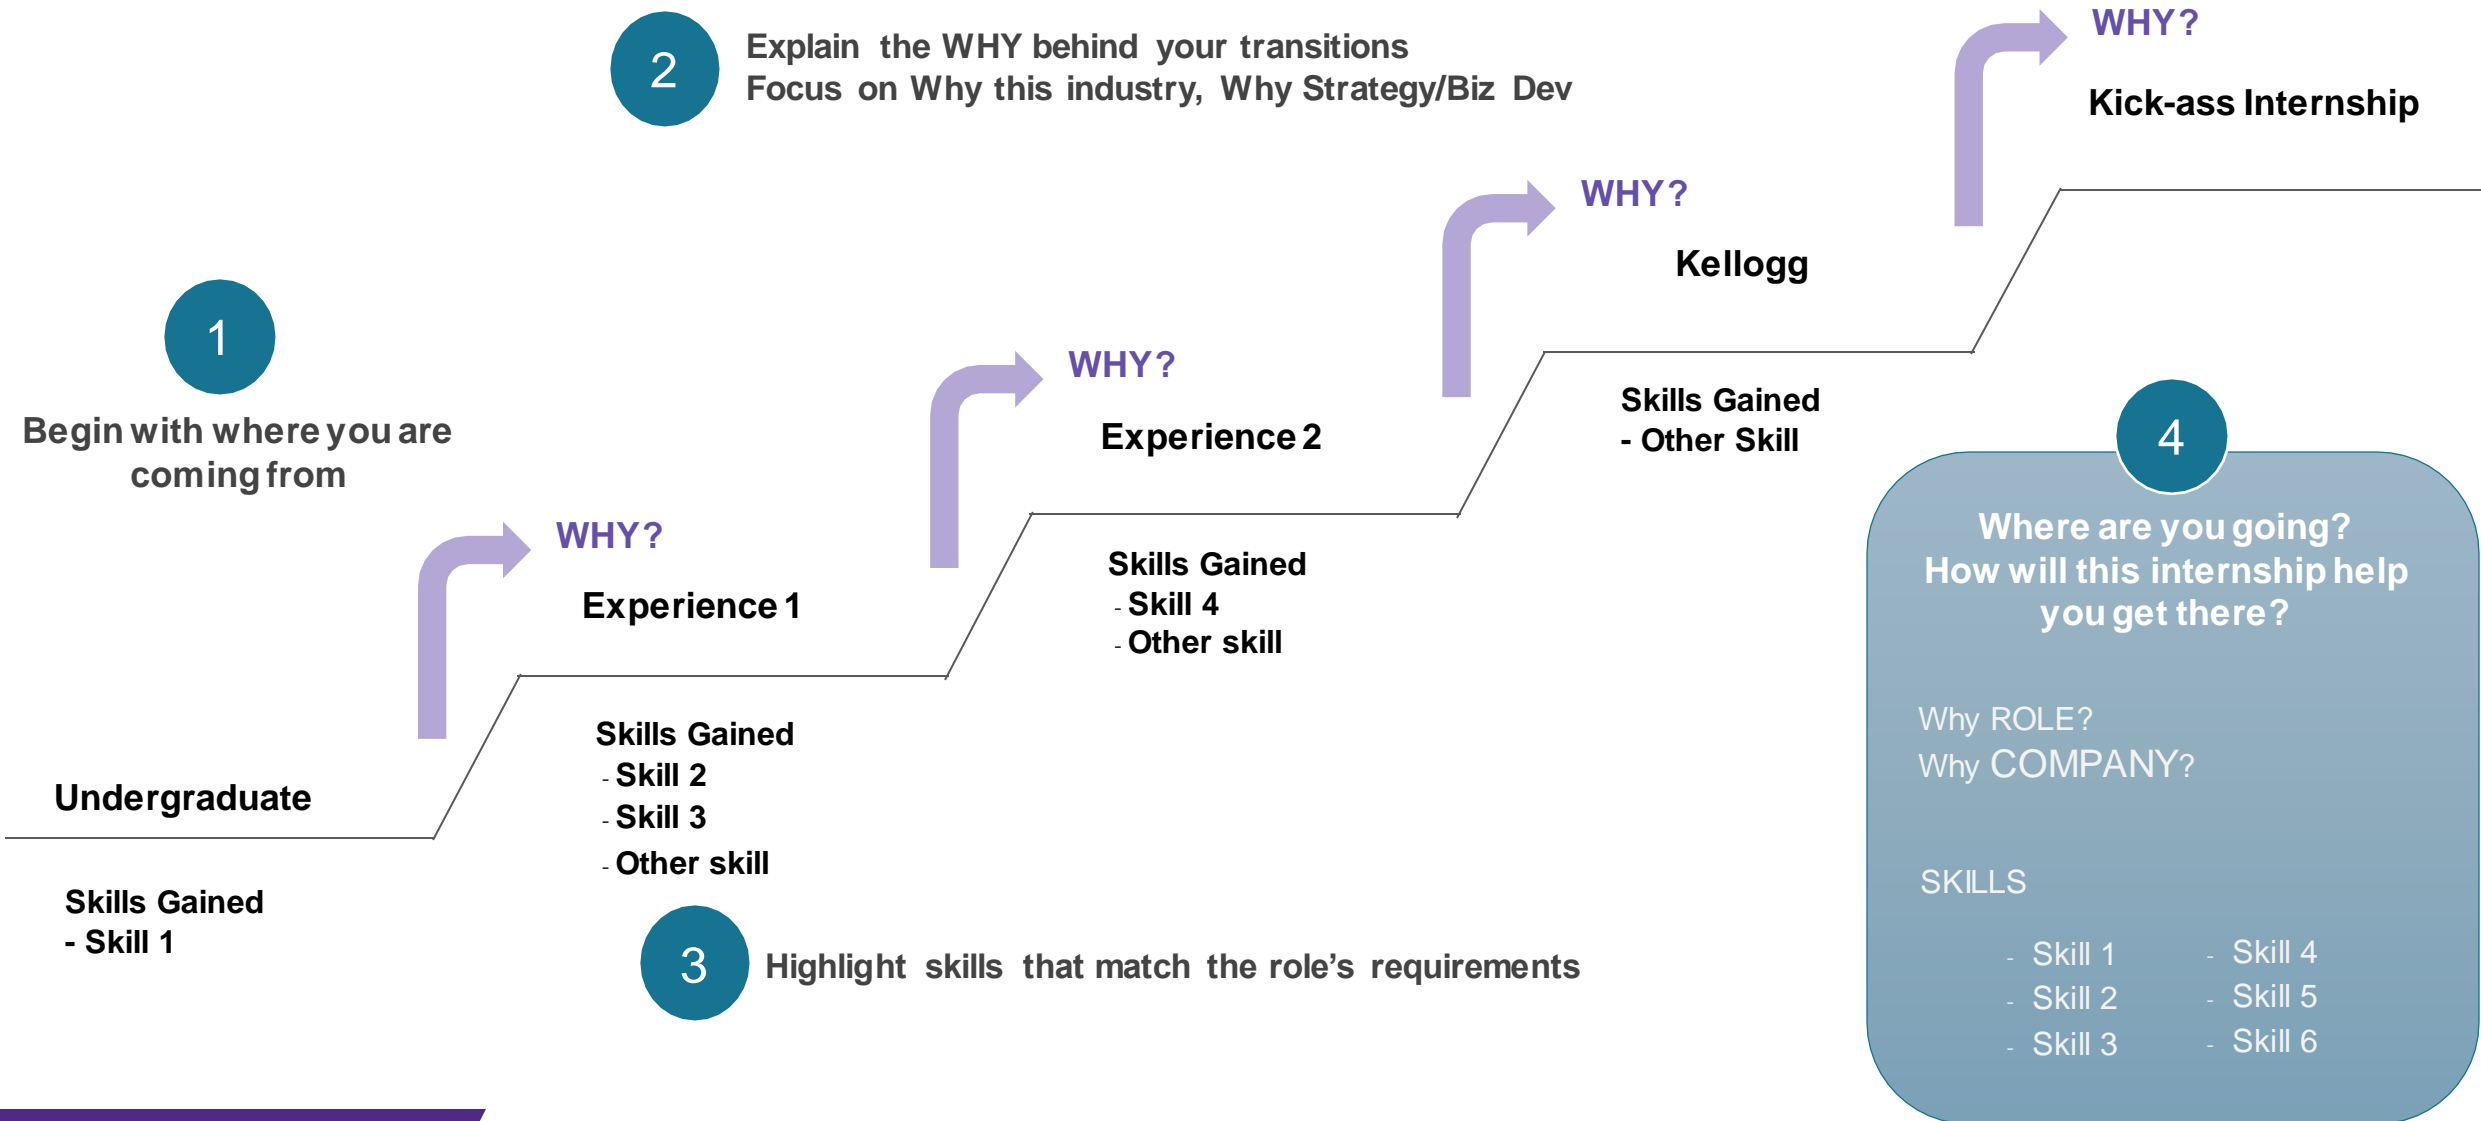 2
Explain the WHY behind your transitions
Focus on Why this industry, Why Strategy/Biz Dev
WHY?
Kick-ass Internship
WHY?
Kellogg
Skills Gained
- Other Skill
1
Begin with where you are
coming from
WHY?
Experience 2
Skills Gained
- Skill 4
- Other skill
WHY?
Experience 1
Skills Gained
- Skill 2
- Skill 3
- Other skill
Undergraduate
Skills Gained
- Skill 1
3
Highlight skills that match the role’s requirements
4
Where are you going?
How will this internship help
you get there?
Why ROLE?
Why COMPANY?
SKILLS
- Skill 1
- Skill 2
- Skill 3
- Skill 4
- Skill 5
- Skill 6